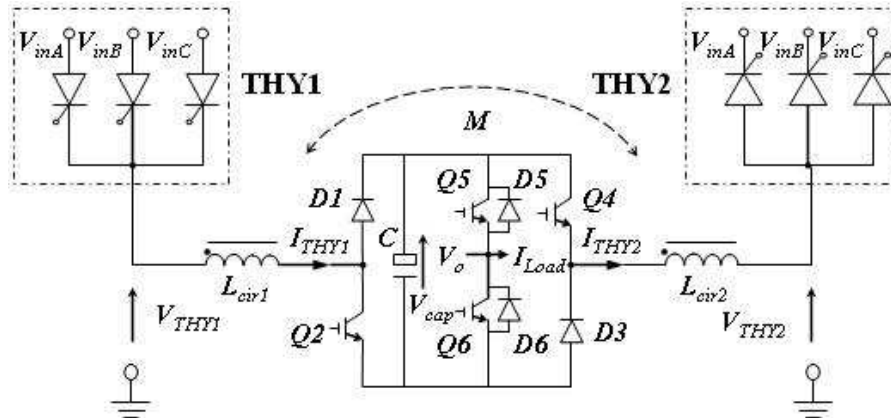 V_inA V_inB V_inC
V_inA V_inB V_inC
THY1
THY2
M
Q5 D5
D1
Q4
I_THY1
C
V_o
I_Load
I_THY2
L_cir1
V_cap
L_cir2
V_THY1
Q2
Q6 D6
D3
V_THY2